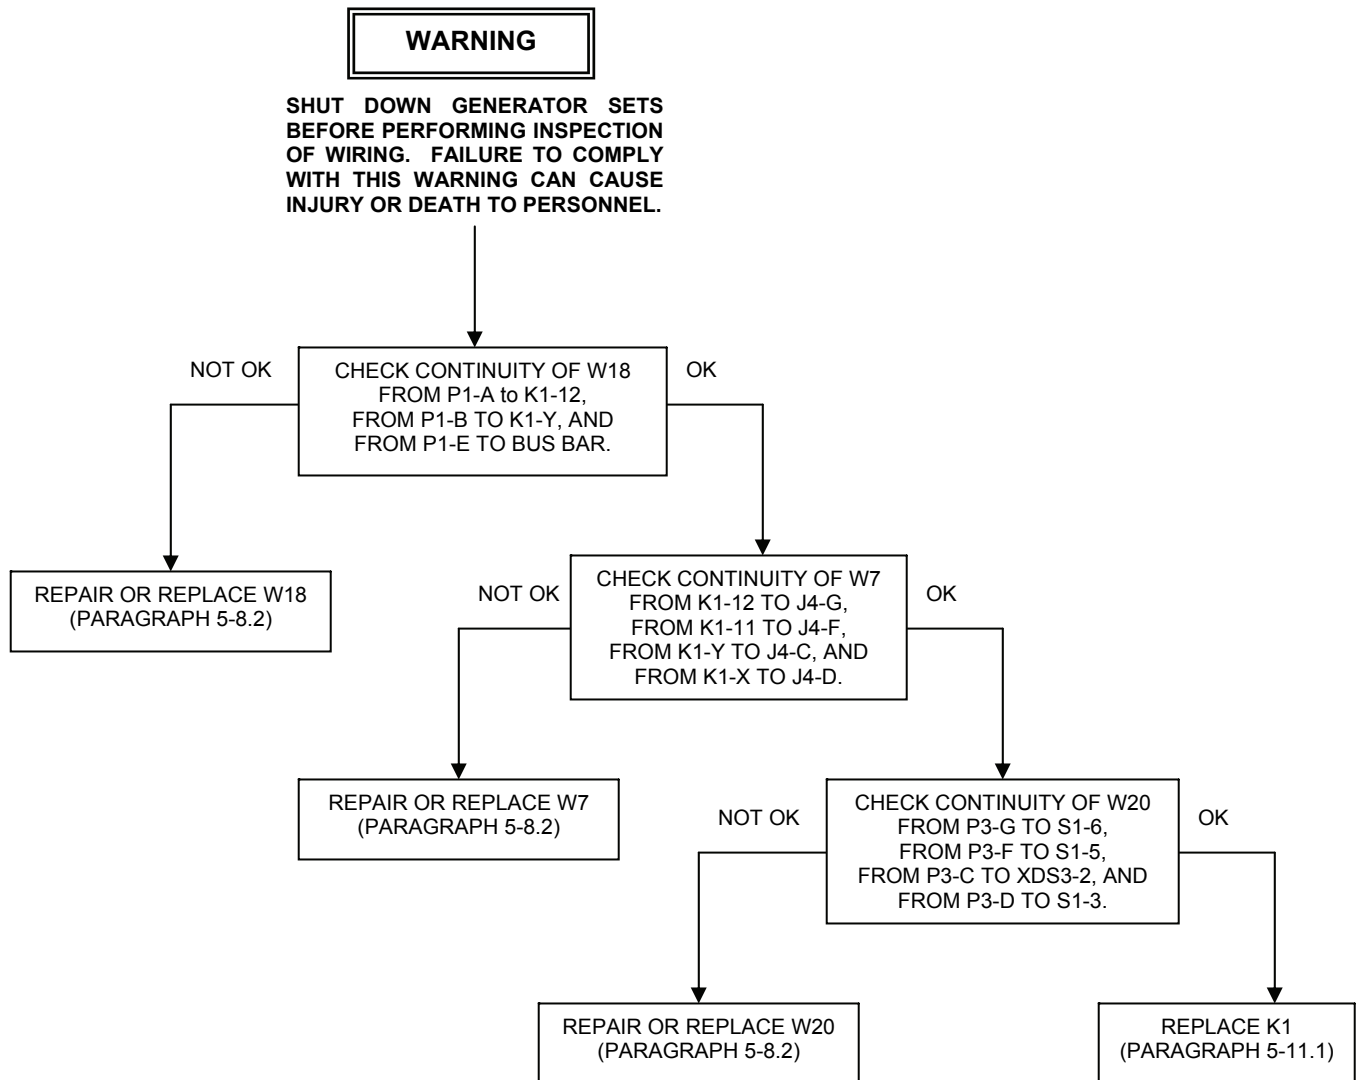 WARNING
SHUT DOWN GENERATOR SETS
BEFORE PERFORMING INSPECTION
OF WIRING. FAILURE TO COMPLY
WITH THIS WARNING CAN CAUSE
INJURY OR DEATH TO PERSONNEL.
NOT OK
CHECK CONTINUITY OF W18
FROM P1-A to K1-12,
FROM P1-B TO K1-Y, AND
FROM P1-E TO BUS BAR.
OK
REPAIR OR REPLACE W18
(PARAGRAPH 5-8.2)
NOT OK
CHECK CONTINUITY OF W7
FROM K1-12 TO J4-G,
FROM K1-11 TO J4-F,
FROM K1-Y TO J4-C, AND
FROM K1-X TO J4-D.
OK
REPAIR OR REPLACE W7
(PARAGRAPH 5-8.2)
NOT OK
CHECK CONTINUITY OF W20
FROM P3-G TO S1-6,
FROM P3-F TO S1-5,
FROM P3-C TO XDS3-2, AND
FROM P3-D TO S1-3.
OK
REPAIR OR REPLACE W20
(PARAGRAPH 5-8.2)
REPLACE K1
(PARAGRAPH 5-11.1)